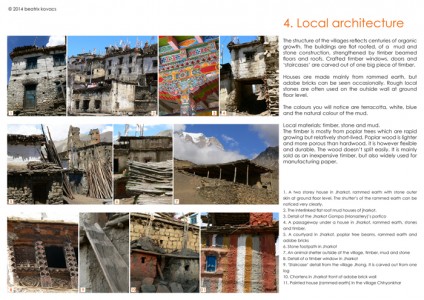 © 2014 beatrix kovacs
4. Local architecture
The structure of the villages reflects centuries of organic
growth. The buildings are flat roofed, of a mud and
stone construction, strengthened by timber beamed
floors and roofs. Crafted timber windows, doors and
'staircases' are carved out of one big piece of timber.
Houses are made mainly from rammed earth, but
adobe bricks can be seen occasionally. Rough local
stones are often used on the outside wall at ground
floor level.
The colours you will notice are terracotta, white, blue
and the natural colour of the mud.
Local materials: timber, stone and mud.
The timber is mostly from poplar trees which are rapid
growing but relatively short-lived. Poplar wood is lighter
and more porous than hardwood, it is however flexible
and durable. The wood doesn't split easily. It is mainly
sold as an inexpensive timber, but also widely used for
manufacturing paper.
1. A two storey house in Jharkot, rammed earth with stone outer
skin at ground floor level. The shutter's of the rammed earth can be
noticed very clearly.
2. The interlinked flat roof mud houses of Jharkot
3. Detail of the Jharkot Gompa (monastery)'s portico
4. A passageway under a house in Jharkot, rammed earth, stones
and timber.
5. A courtyard in Jharkot, poplar tree beams, rammed earth and
adobe bricks
6. Stone footpath in Jharkot
7. An animal shelter outside of the village, timber, mud and stone
8. Detail of a timber window in Jharkot
9. 'Staircase' detail from the village Jhong. It is carved out from one
log
10. Chortens in Jharkot front of adobe brick wall
11. Painted house (rammed earth) in the village Chhyonkhar